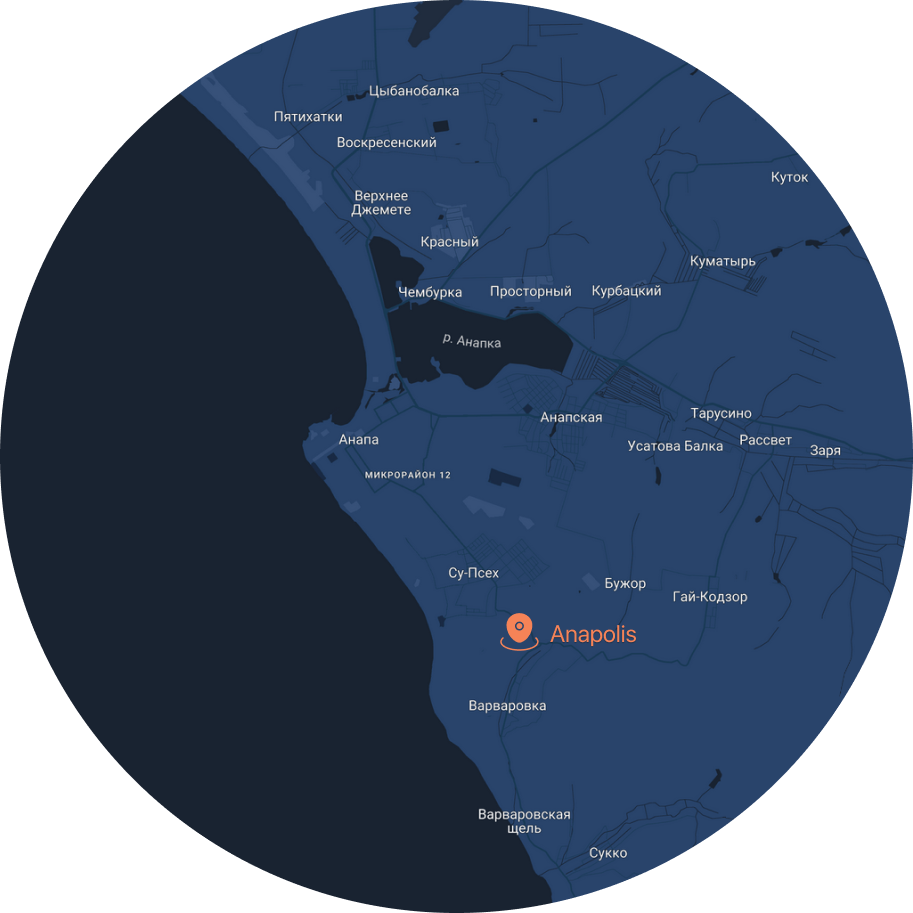 Цыбанобалка
Пятихатки
Воскресенский
Куток
Верхнее
Джемете
Красный
Куматырь
Чембурка
Просторный
Курбацкий
р. Анапка
Анапская
Тарусино
Анапа
Усатова Балка
Рассвет
Заря
МИКРОРАЙОН 12
Су-Псех
Бужор
Гай-Кодзор
Anapolis
Варваровка
Варваровская
щель
Сукко